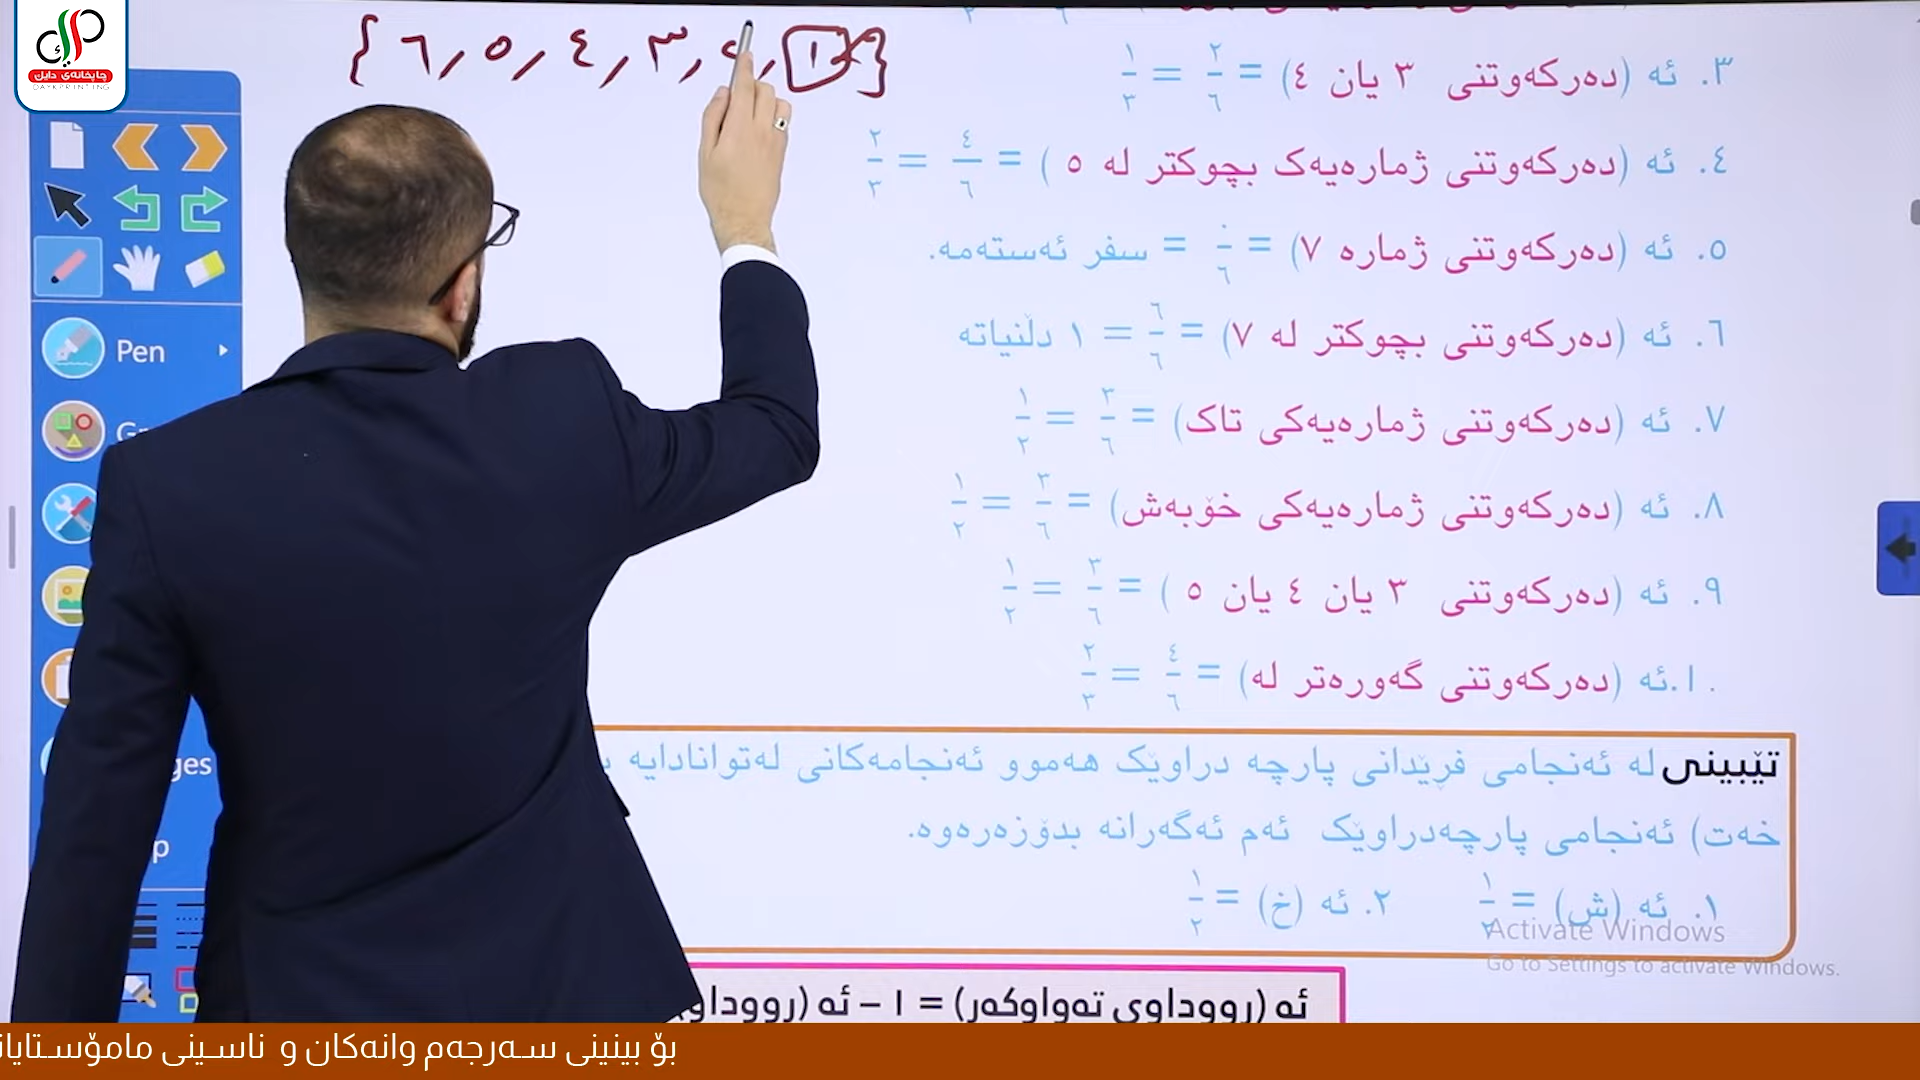 چاپخانەی دایک
DAYK PRINTING
{ ٦ , ٥ , ٤ , ٣ , ١ }
٣. ئە (دەرکەوتنی ٣ یان ٤) = ٢/٦ = ١/٣
٤. ئە (دەرکەوتنی ژمارەیەک بچوکتر لە ٥ ) = ٤/٦ = ٢/٣
٥. ئە (دەرکەوتنی ژمارە ٧) = ٠/٦ = سفر ئەستەمە.
٦. ئە (دەرکەوتنی بچوکتر لە ٧) = ٦/٦ = ١ دڵنیاتە
٧. ئە (دەرکەوتنی ژمارەیەکی تاک) = ٣/٦ = ١/٢
٨. ئە (دەرکەوتنی ژمارەیەکی خۆبەش) = ٣/٦ = ١/٢
٩. ئە (دەرکەوتنی ٣ یان ٤ یان ٥ ) = ٣/٦ = ١/٢
١٠. ئە (دەرکەوتنی گەورەتر لە) = ٤/٦ = ٢/٣
تێبینی لە ئەنجامی فڕێدانی پارچە دراوێک هەموو ئەنجامەکانی لەتوانادایە
خەت) ئەنجامی پارچەدراوێک ئەم ئەگەرانە بدۆزەرەوە.
١. ئە (ش) = ١/٢ ٢. ئە (خ) = ١/٢
ئە (رووداوی تەواوکەر) = ١ – ئە (رووداو
Pen
Activate Windows
Go to Settings to activate Windows.
بۆ بینینی سەرجەم وانەکان و ناسینی